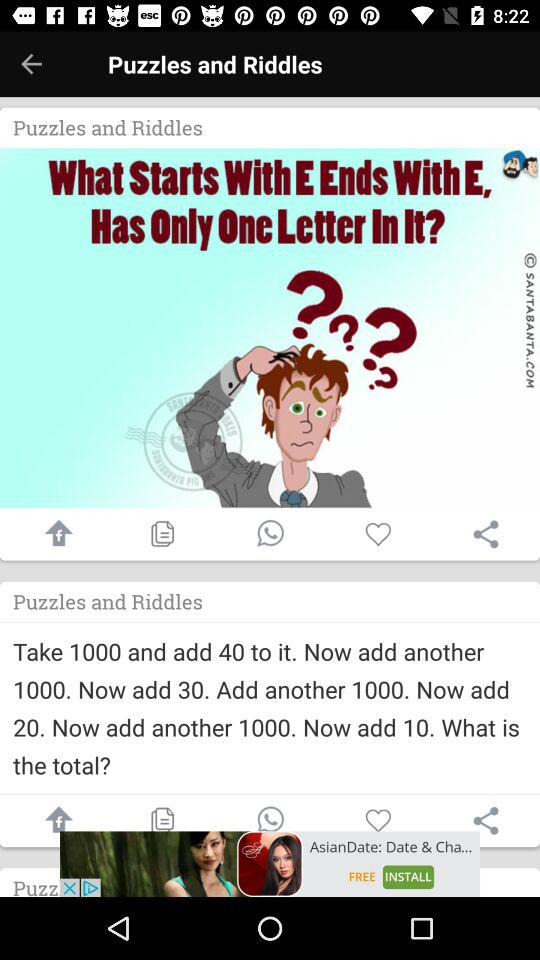 esc 8:22
Puzzles and Riddles
Puzzles and Riddles
What Starts With E Ends With E,
Has Only One Letter In It?
© SANTABANTA.COM
Puzzles and Riddles
Take 1000 and add 40 to it. Now add another
1000. Now add 30. Add another 1000. Now add
20. Now add another 1000. Now add 10. What is
the total?
AsianDate: Date & Cha...
FREE INSTALL
Puzz